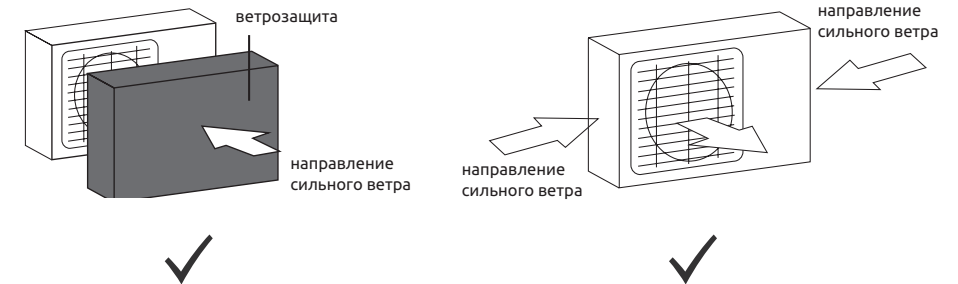 ветрозащита
направление
сильного ветра
направление
сильного ветра
направление
сильного ветра